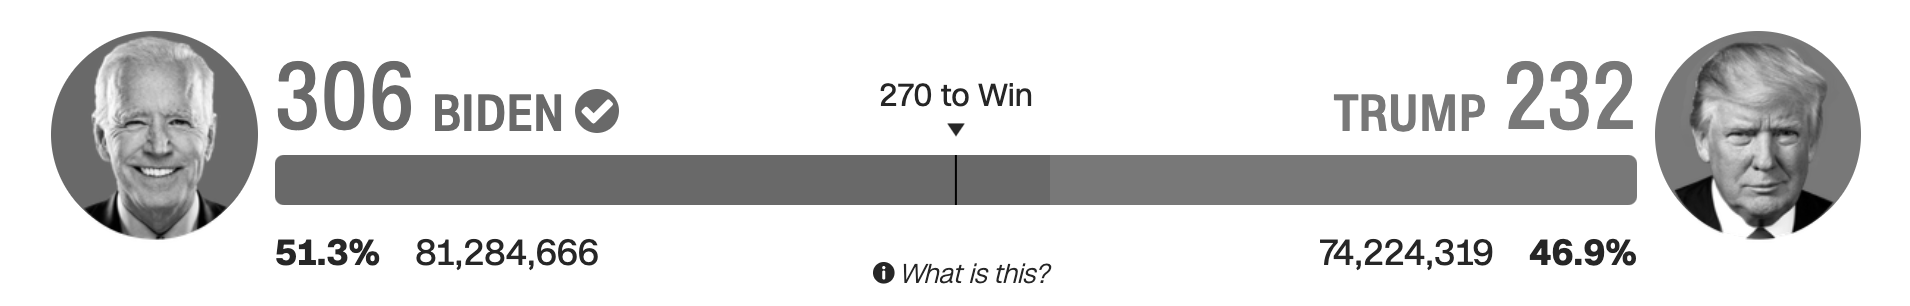 306 BIDEN
270 to Win
TRUMP 232
51.3% 81,284,666
74,224,319 46.9%
What is this?